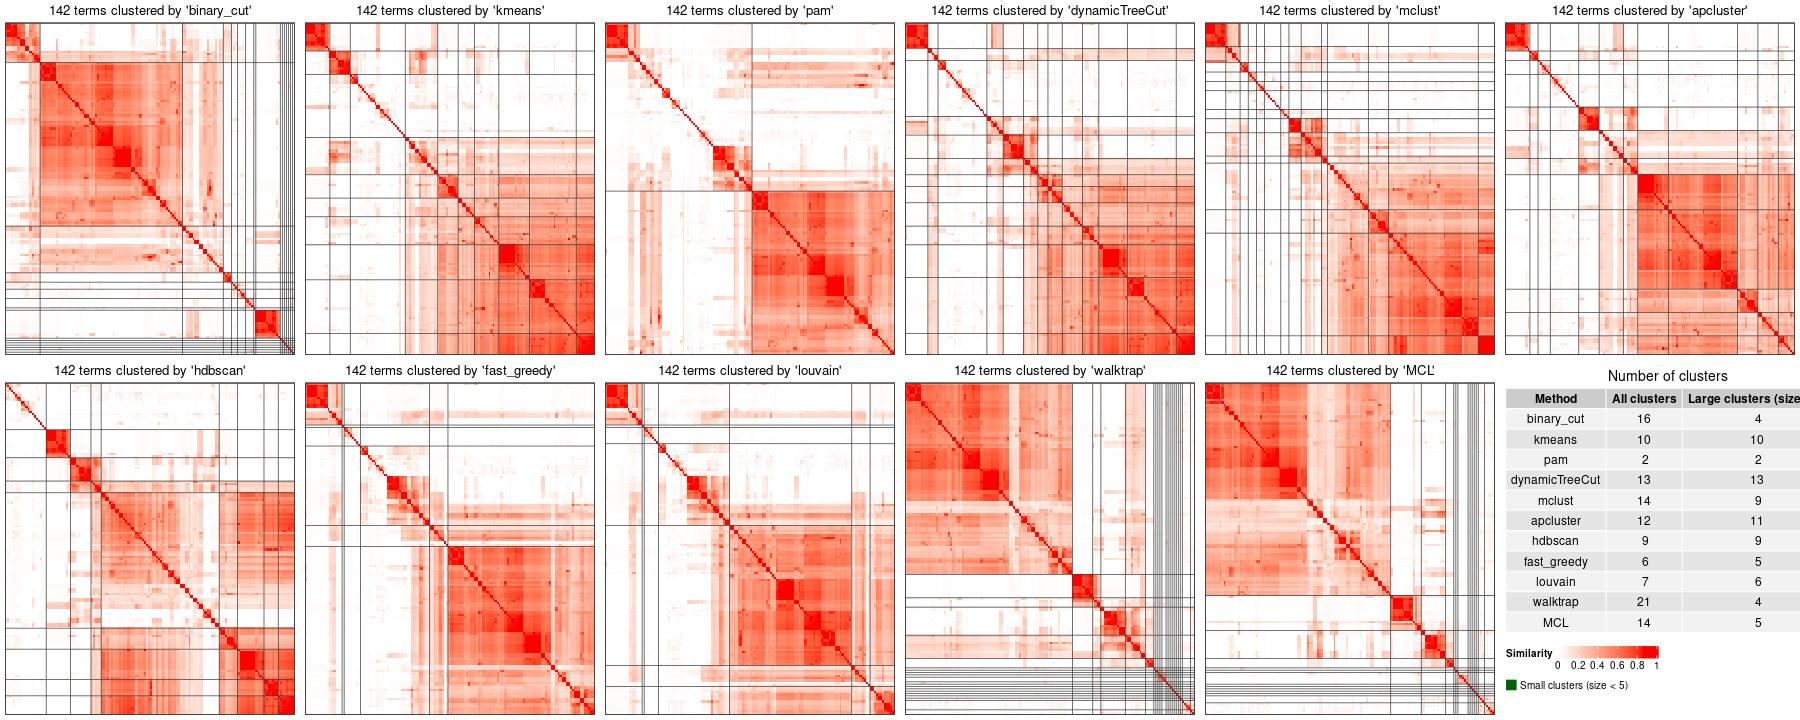 142 terms clustered by 'binary_cut'
142 terms clustered by 'kmeans'
142 terms clustered by 'pam'
142 terms clustered by 'dynamicTreeCut'
142 terms clustered by 'mclust'
142 terms clustered by 'apcluster'
142 terms clustered by 'hdbscan'
142 terms clustered by 'fast_greedy'
142 terms clustered by 'louvain'
142 terms clustered by 'walktrap'
142 terms clustered by 'MCL'
Number of clusters
Method All clusters Large clusters (size
binary_cut 16 4
kmeans 10 10
pam 2 2
dynamicTreeCut 13 13
mclust 14 9
apcluster 12 11
hdbscan 9 9
fast_greedy 6 5
louvain 7 6
walktrap 21 4
MCL 14 5
Similarity
0 0.2 0.4 0.6 0.8 1
Small clusters (size < 5)